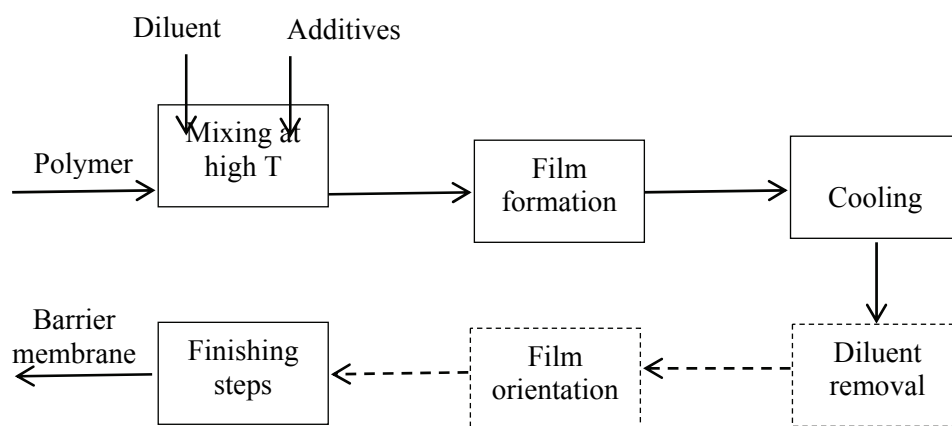 Diluent
Additives
Polymer
Mixing at
high T
Film
formation
Cooling
Barrier
membrane
Finishing
steps
Film
orientation
Diluent
removal